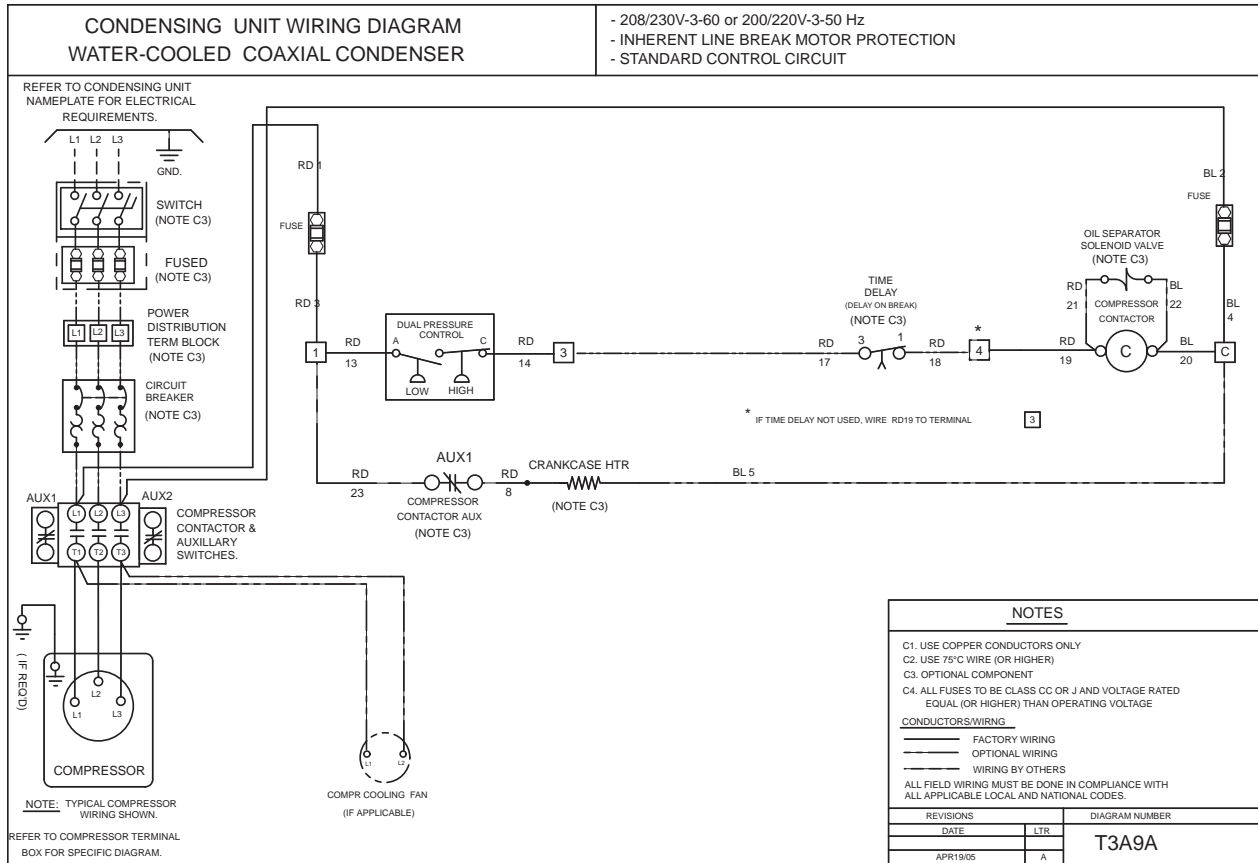 CONDENSING UNIT WIRING DIAGRAM
WATER-COOLED COAXIAL CONDENSER
- 208/230V-3-60 or 200/220V-3-50 Hz
- INHERENT LINE BREAK MOTOR PROTECTION
- STANDARD CONTROL CIRCUIT
REFER TO CONDENSING UNIT
NAMEPLATE FOR ELECTRICAL
REQUIREMENTS.
L1 L2 L3
GND.
SWITCH
(NOTE C3)
FUSED
(NOTE C3)
L1 L2 L3
POWER
DISTRIBUTION
TERM BLOCK
(NOTE C3)
CIRCUIT
BREAKER
(NOTE C3)
AUX1
AUX2
L1 L2 L3
T1 T2 T3
COMPRESSOR
CONTACTOR &
AUXILLARY
SWITCHES.
( IF REQ'D)
L2
L1
L3
COMPRESSOR
NOTE: TYPICAL COMPRESSOR
WIRING SHOWN.
REFER TO COMPRESSOR TERMINAL
BOX FOR SPECIFIC DIAGRAM.
RD 1
FUSE
RD 3
1
RD
13
DUAL PRESSURE
CONTROL
A
C
LOW
HIGH
RD
14
3
RD
17
TIME
DELAY
(DELAY ON BREAK)
(NOTE C3)
3
1
RD
18
*
4
RD
19
OIL SEPARATOR
SOLENOID VALVE
(NOTE C3)
RD
21
BL
22
COMPRESSOR
CONTACTOR
C
BL
20
C
BL 2
FUSE
BL
4
* IF TIME DELAY NOT USED, WIRE RD19 TO TERMINAL 3
RD
23
AUX1
COMPRESSOR
CONTACTOR AUX
(NOTE C3)
RD
8
CRANKCASE HTR
(NOTE C3)
BL 5
L1 L2
COMPR COOLING FAN
(IF APPLICABLE)
NOTES
C1. USE COPPER CONDUCTORS ONLY
C2. USE 75°C WIRE (OR HIGHER)
C3. OPTIONAL COMPONENT
C4. ALL FUSES TO BE CLASS CC OR J AND VOLTAGE RATED
EQUAL (OR HIGHER) THAN OPERATING VOLTAGE
CONDUCTORS/WIRNG
FACTORY WIRING
OPTIONAL WIRING
WIRING BY OTHERS
ALL FIELD WIRING MUST BE DONE IN COMPLIANCE WITH
ALL APPLICABLE LOCAL AND NATIONAL CODES.
REVISIONS
DIAGRAM NUMBER
DATE
LTR
T3A9A
APR19/05
A